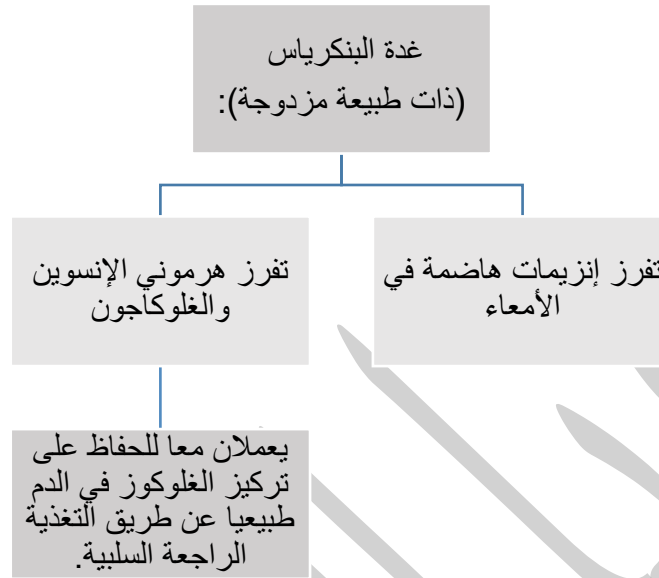 غدة البنكرياس
(ذات طبيعة مزدوجة):
تفرز إنزيمات هاضمة في
الأمعاء
تفرز هرموني الإنسوين
والغلوكاجون
يعملان معا للحفاظ على
تركيز الغلوكوز في الدم
طبيعيا عن طريق التغذية
الراجعة السلبية.